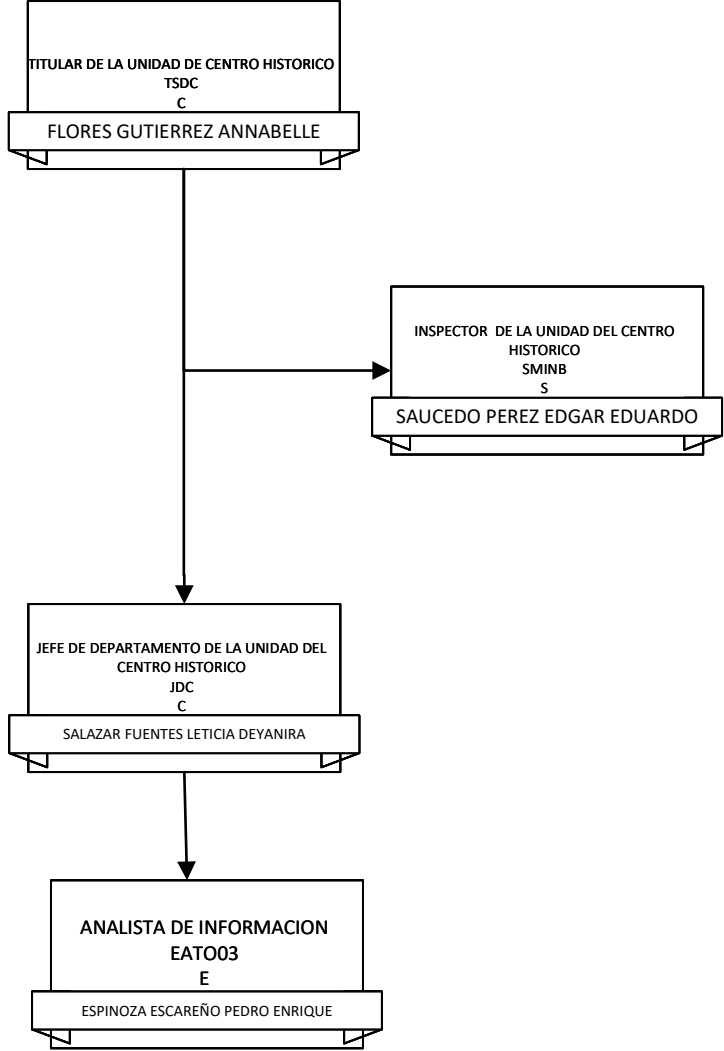 TITULAR DE LA UNIDAD DE CENTRO HISTORICO
TSDC
C
FLORES GUTIERREZ ANNABELLE
INSPECTOR DE LA UNIDAD DEL CENTRO
HISTORICO
SMINB
S
SAUCEDO PEREZ EDGAR EDUARDO
JEFE DE DEPARTAMENTO DE LA UNIDAD DEL
CENTRO HISTORICO
JDC
C
SALAZAR FUENTES LETICIA DEYANIRA
ANALISTA DE INFORMACION
EATO03
E
ESPINOZA ESCAREÑO PEDRO ENRIQUE